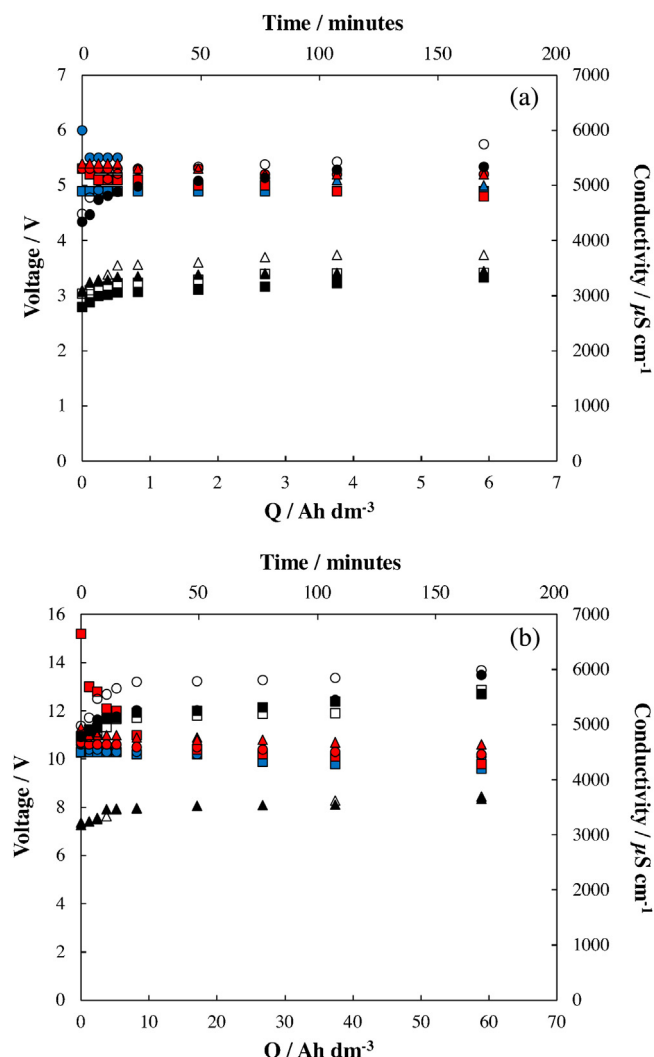 Time / minutes
0 50 100 150 200
(a)
7 7000
6 6000
5 5000
4 4000
3 3000
2 2000
1 1000
0 0
Voltage / V
Conductivity / µS cm-1
0 1 2 3 4 5 6 7
Q / Ah dm-3
Time / minutes
0 50 100 150 200
(b)
16 7000
14 6000
12 5000
10 4000
8 3000
6 2000
4 1000
2 0
0
Voltage / V
Conductivity / µS cm-1
0 10 20 30 40 50 60 70
Q / Ah dm-3